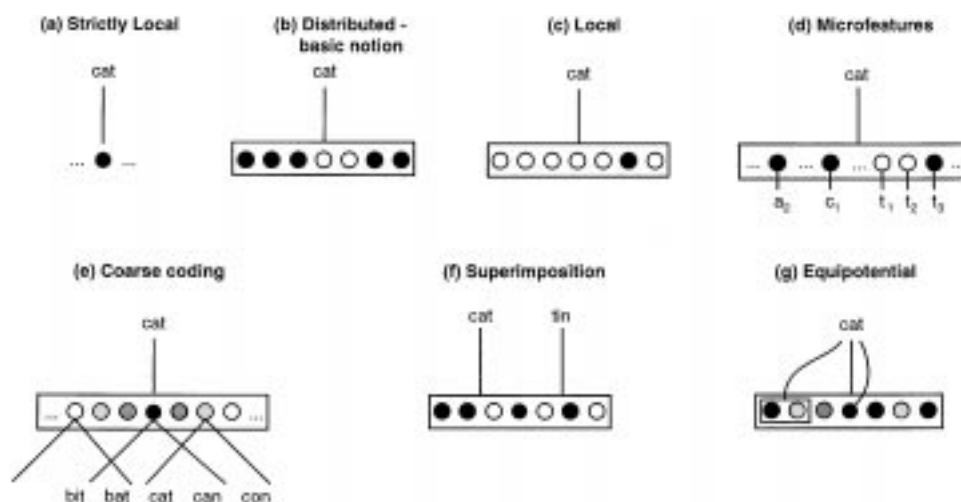 (a) Strictly Local
(b) Distributed -
basic notion
(c) Local
(d) Microfeatures
cat
cat
cat
cat
... ...
... ... ... ...
a2 c1 t1 t2 t3
(e) Coarse coding
(f) Superimposition
(g) Equipotential
cat
cat tin
cat
... ...
bit bat cat can con